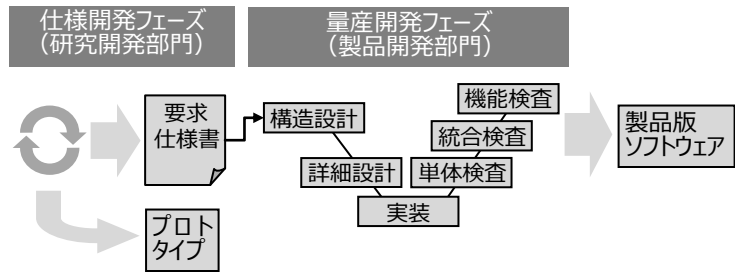 仕様開発フェーズ
（研究開発部門）
量産開発フェーズ
（製品開発部門）
要求
仕様書
構造設計
詳細設計
実装
単体検査
統合検査
機能検査
製品版
ソフトウェア
プロト
タイプ